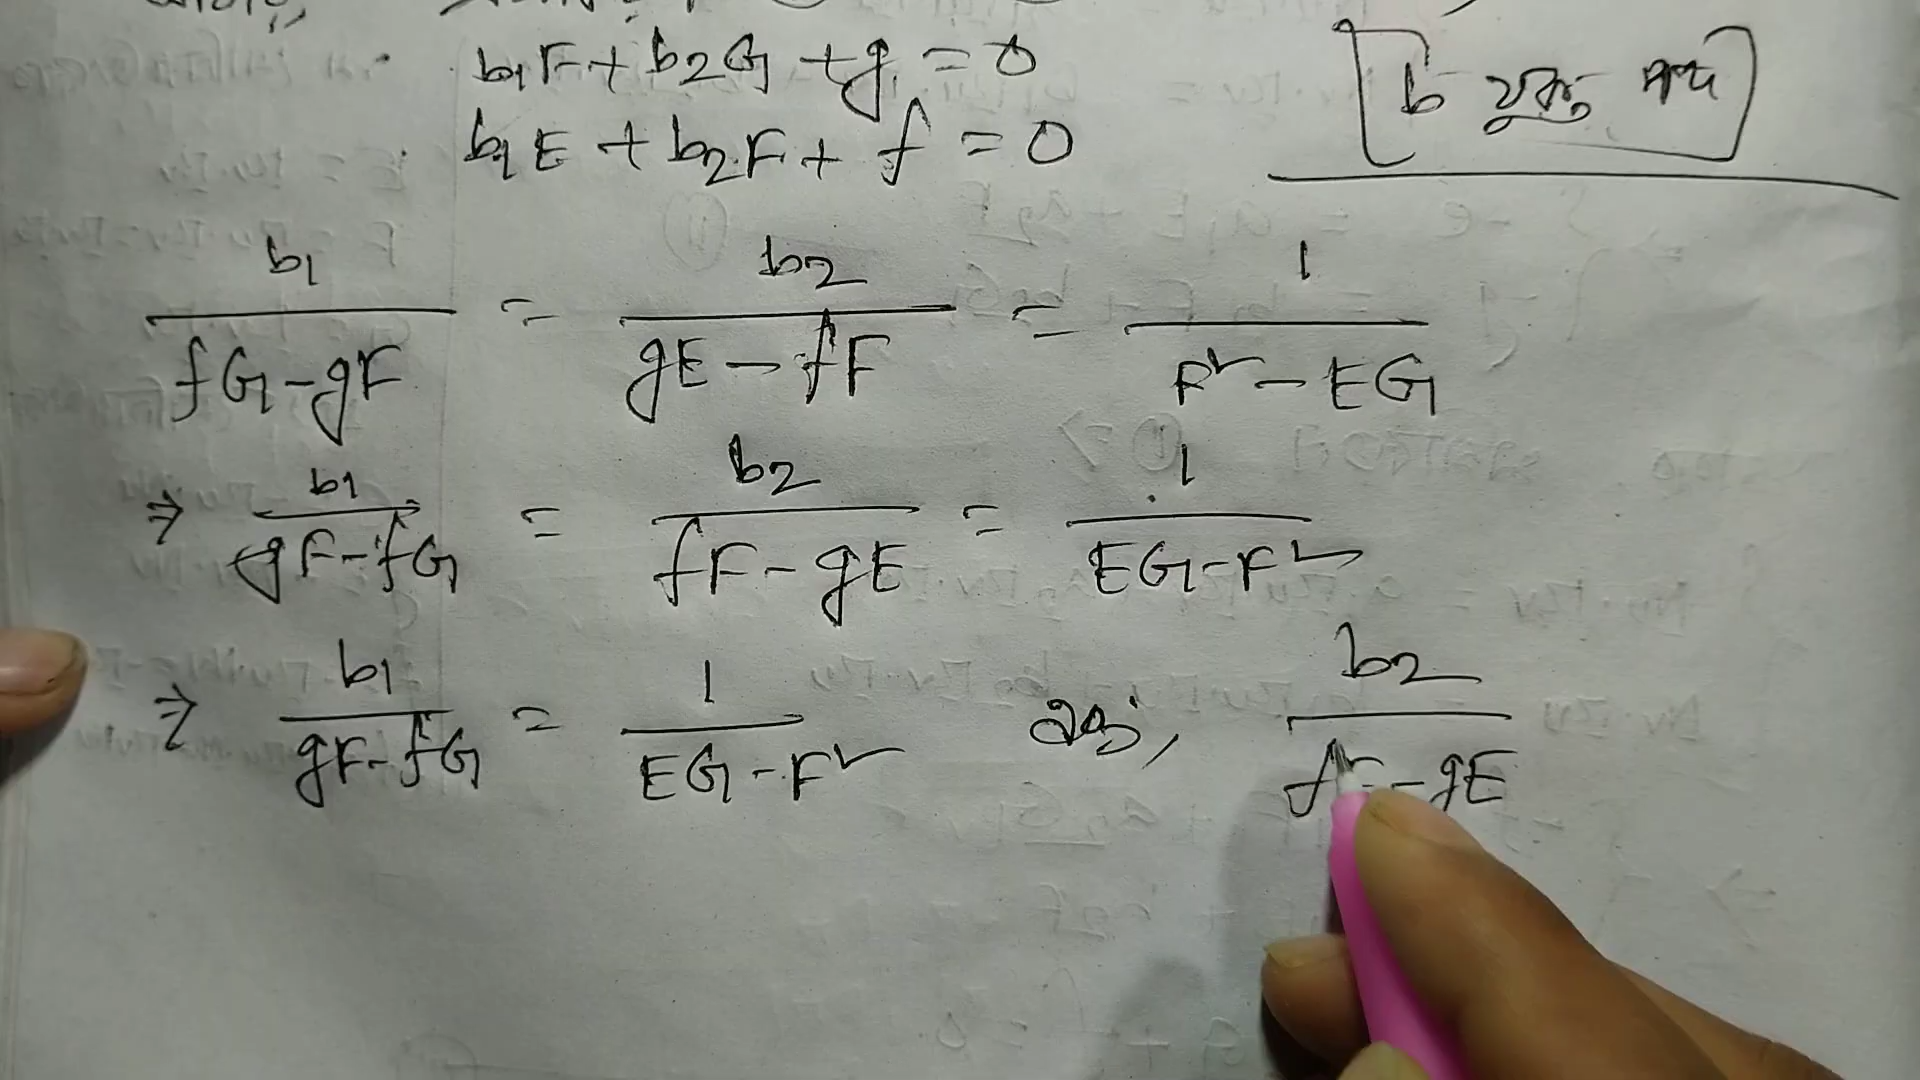 b₁F + b₂G + g = 0
[b যুক্ত পদ]
b₁E + b₂F + f = 0
b₁/(fG - gF) = b₂/(gE - fF) = 1/(F² - EG)
⇒ b₁/(gF - fG) = b₂/(fF - gE) = 1/(EG - F²)
⇒ b₁/(gF - fG) = 1/(EG - F²) এবং, b₂/(fF - gE)